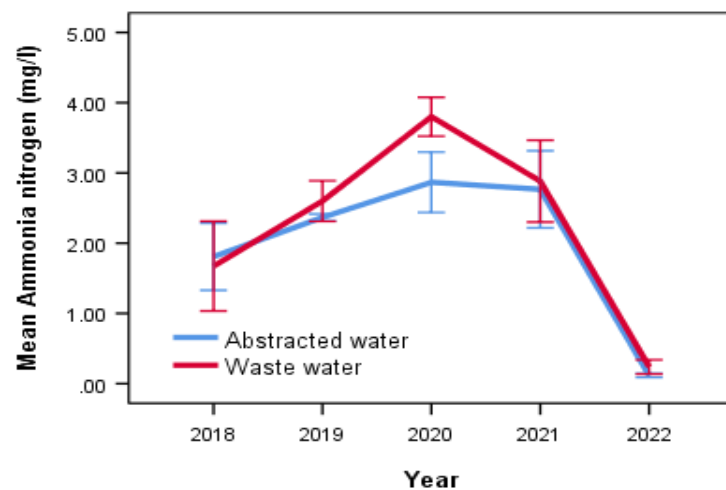 Mean Ammonia nitrogen (mg/l)
5.00
4.00
3.00
2.00
1.00
.00
Abstracted water
Waste water
2018 2019 2020 2021 2022
Year